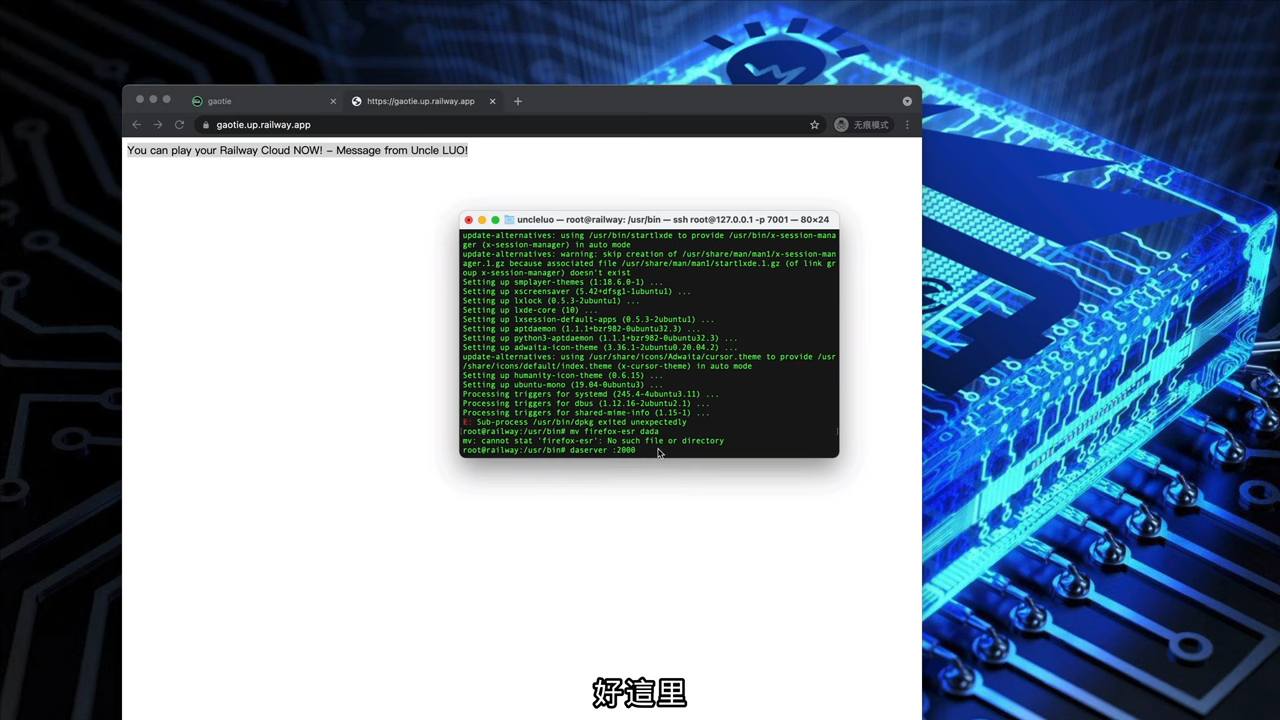 gaotie
https://gaotie.up.railway.app
gaotie.up.railway.app
无痕模式
You can play your Railway Cloud NOW! - Message from Uncle LUO!
uncleluo — root@railway: /usr/bin — ssh root@127.0.0.1 -p 7001 — 80×24
update-alternatives: using /usr/bin/startlxde to provide /usr/bin/x-session-mana
ger (x-session-manager) in auto mode
update-alternatives: warning: skip creation of /usr/share/man/man1/x-session-man
ager.1.gz because associated file /usr/share/man/man1/startlxde.1.gz (of link gr
oup x-session-manager) doesn't exist
Setting up smplayer-themes (1:18.6.0-1) ...
Setting up xscreensaver (5.42+dfsg1-1ubuntu1) ...
Setting up lxlock (0.5.3-2ubuntu1) ...
Setting up lxde-core (10) ...
Setting up lxsession-default-apps (0.5.3-2ubuntu1) ...
Setting up aptdaemon (1.1.1+bzr982-0ubuntu32.3) ...
Setting up python3-aptdaemon (1.1.1+bzr982-0ubuntu32.3) ...
Setting up adwaita-icon-theme (3.36.1-2ubuntu0.20.04.2) ...
update-alternatives: using /usr/share/icons/Adwaita/cursor.theme to provide /usr
/share/icons/default/index.theme (x-cursor-theme) in auto mode
Setting up humanity-icon-theme (0.6.15) ...
Setting up ubuntu-mono (19.04-0ubuntu3) ...
Processing triggers for systemd (245.4-4ubuntu3.11) ...
Processing triggers for dbus (1.12.16-2ubuntu2.1) ...
Processing triggers for shared-mime-info (1.15-1) ...
E: Sub-process /usr/bin/dpkg exited unexpectedly
[root@railway:/usr/bin# mv firefox-esr dada ]
mv: cannot stat 'firefox-esr': No such file or directory
root@railway:/usr/bin# daserver :2000
好這里